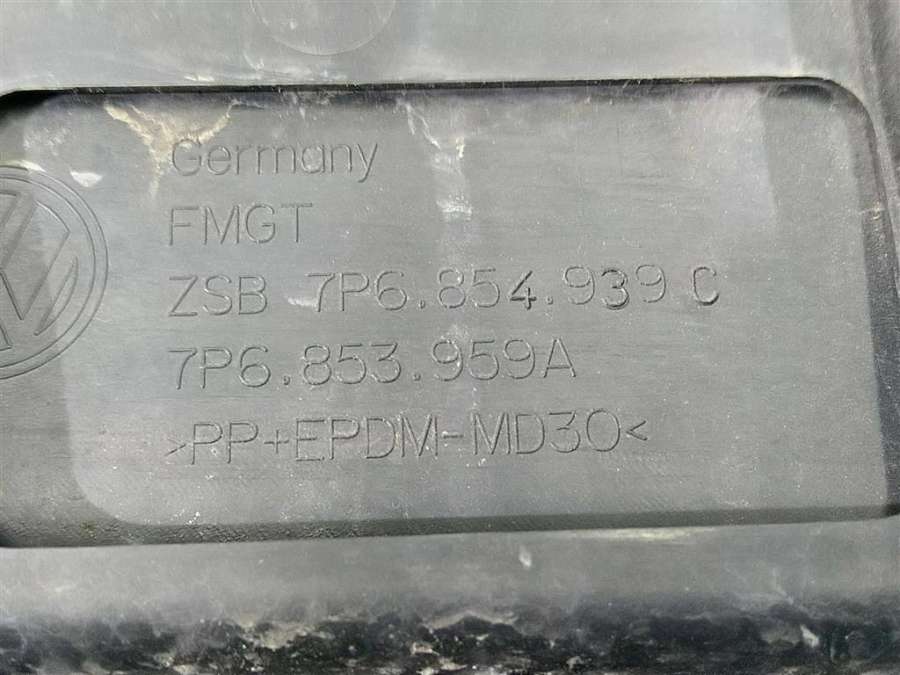 Germany
FMGT
ZSB 7P6.854.939 C
7P6.853.959A
>PP+EPDM-MD30<